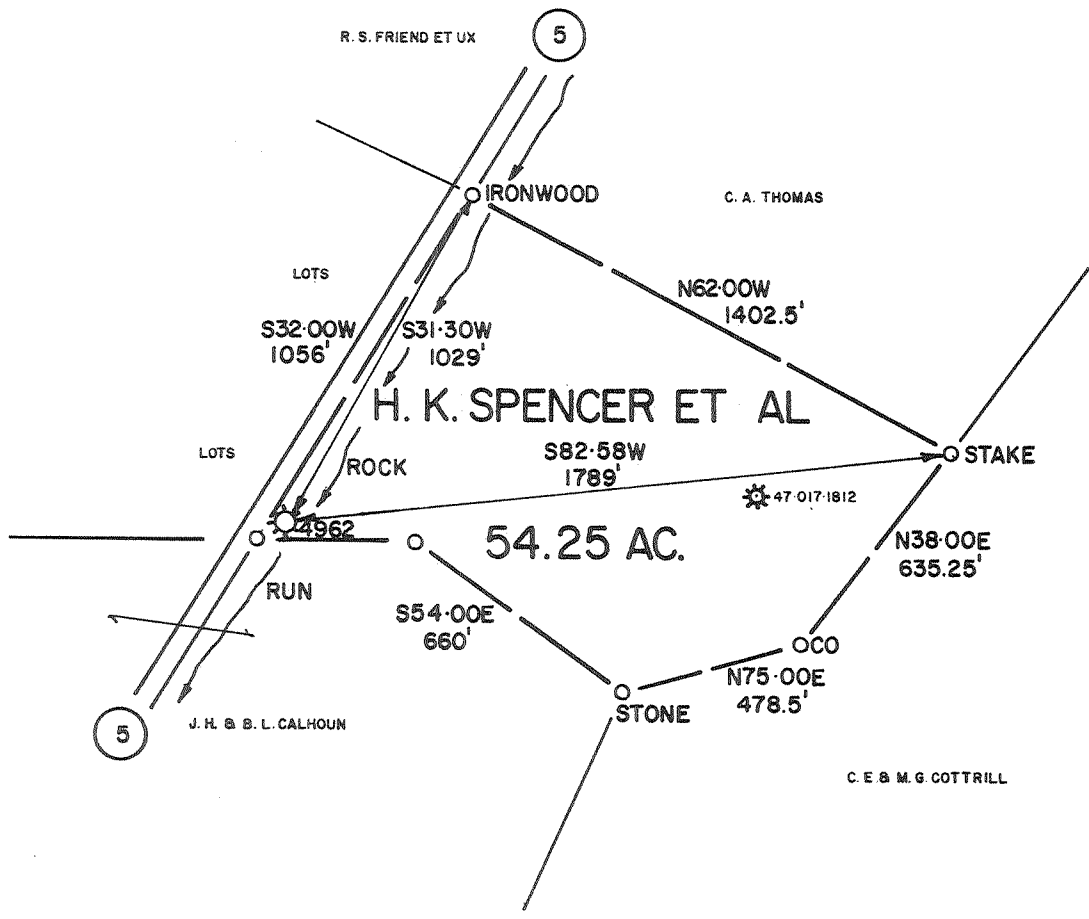 R. S. FRIEND ET UX
5
IRONWOOD
C. A. THOMAS
LOTS
N62·00W
1402.5'
S32·00W
1056'
S31·30W
1029'
H. K. SPENCER ET AL
LOTS
ROCK
S82·58W
1789'
STAKE
47·017·1812
4962
54.25 AC.
N38·00E
635.25'
RUN
S54·00E
660'
CO
N75·00E
478.5'
STONE
5
J. H. & B. L. CALHOUN
C. E. & M. G. COTTRILL